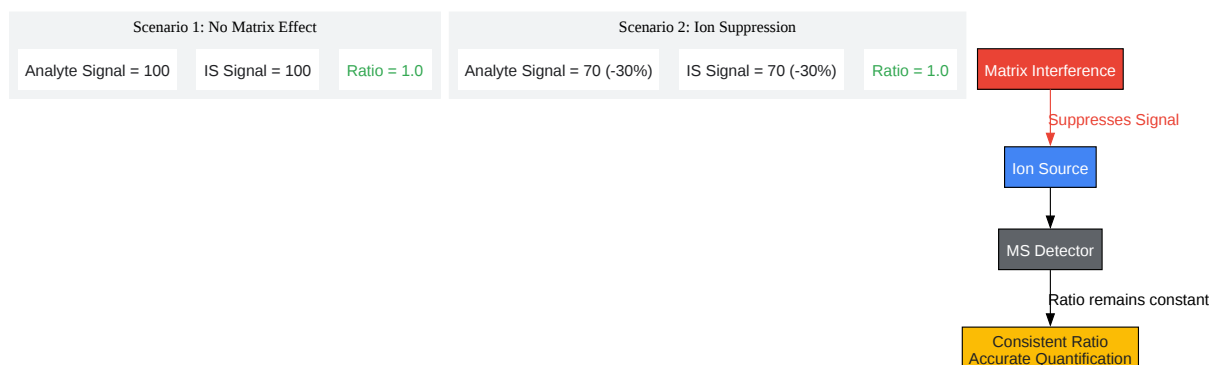 Scenario 1: No Matrix Effect
Analyte Signal = 100
IS Signal = 100
Ratio = 1.0
Scenario 2: Ion Suppression
Analyte Signal = 70 (-30%)
IS Signal = 70 (-30%)
Ratio = 1.0
Matrix Interference
Suppresses Signal
Ion Source
MS Detector
Ratio remains constant
Consistent Ratio
Accurate Quantification